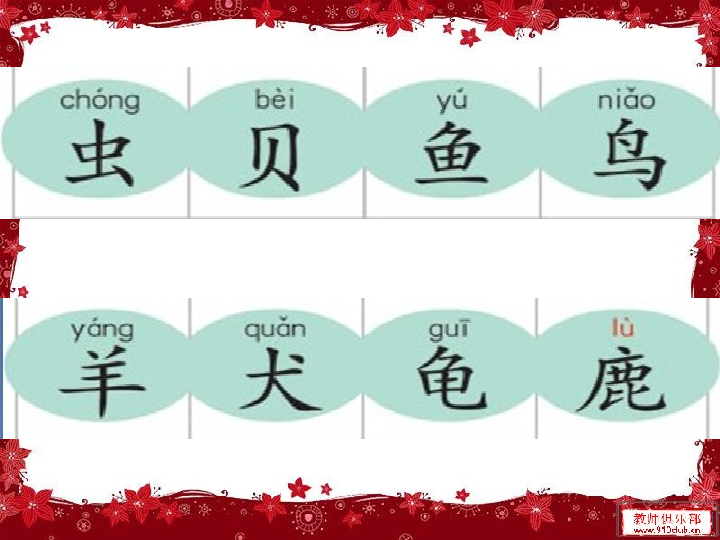 chóng bèi yú niǎo
虫 贝 鱼 鸟
yáng quǎn guī lù
羊 犬 龟 鹿
教师俱乐部
www.910club.cn